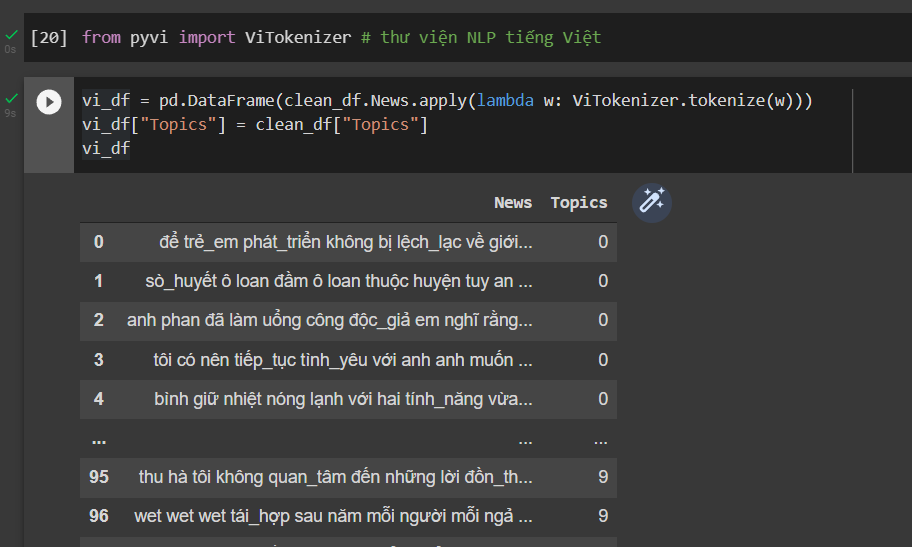 [20] from pyvi import ViTokenizer # thư viện NLP tiếng Việt
0s
vi_df = pd.DataFrame(clean_df.News.apply(lambda w: ViTokenizer.tokenize(w)))
9s
vi_df["Topics"] = clean_df["Topics"]
vi_df
News Topics
0 để trẻ_em phát_triển không bị lệch_lạc về giới... 0
1 sò_huyết ô loan đầm ô loan thuộc huyện tuy an ... 0
2 anh phan đã làm uổng công độc_giả em nghĩ rằng... 0
3 tôi có nên tiếp_tục tình_yêu với anh anh muốn ... 0
4 bình giữ nhiệt nóng lạnh với hai tính_năng vừa... 0
... ... ...
95 thu hà tôi không quan_tâm đến những lời đồn_th... 9
96 wet wet wet tái_hợp sau năm mỗi người mỗi ngả ... 9